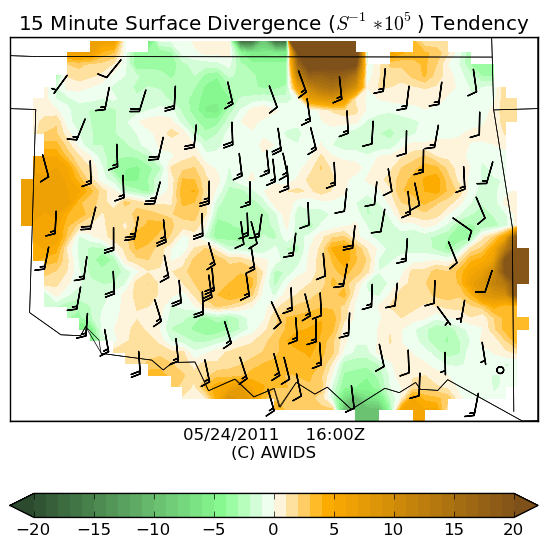 15 Minute Surface Divergence (S⁻¹ *10⁵ ) Tendency
05/24/2011 16:00Z
(C) AWIDS
−20 −15 −10 −5 0 5 10 15 20